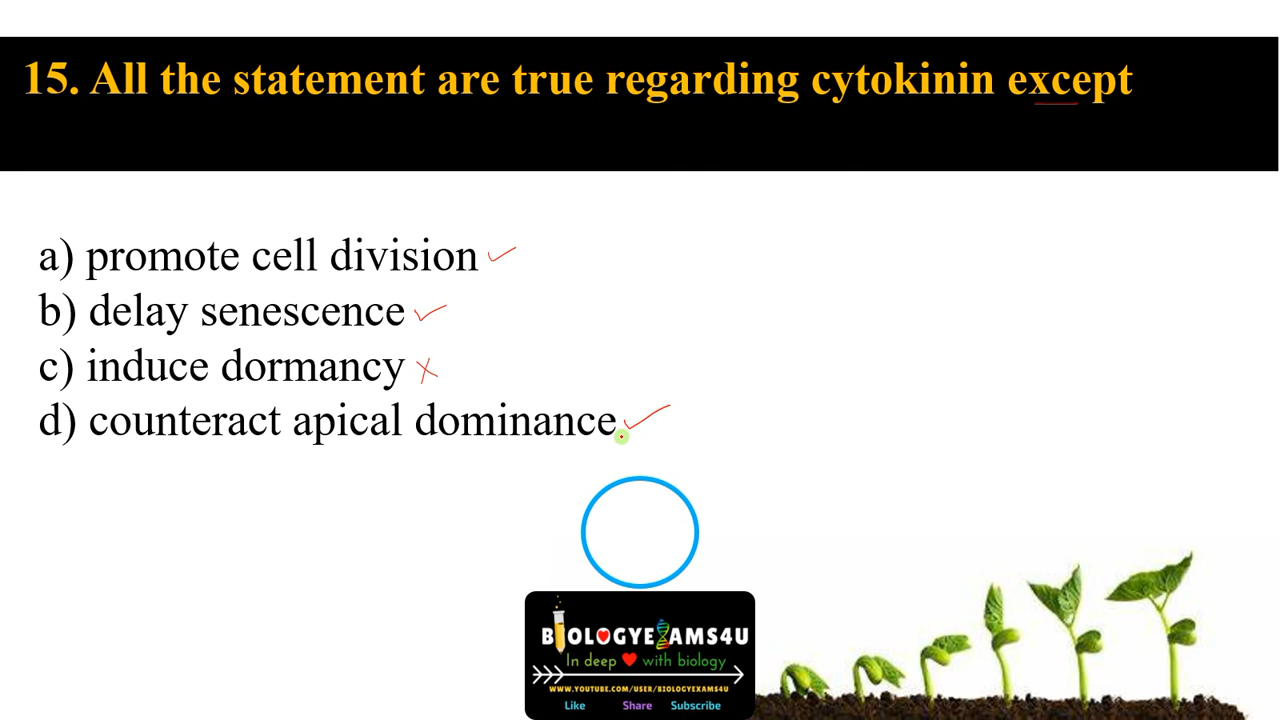 15. All the statement are true regarding cytokinin except
a) promote cell division
b) delay senescence
c) induce dormancy
d) counteract apical dominance
BIOLOGYEXAMS4U
In deep ❤ with biology
WWW.YOUTUBE.COM/USER/BIOLOGYEXAMS4U
Like Share Subscribe